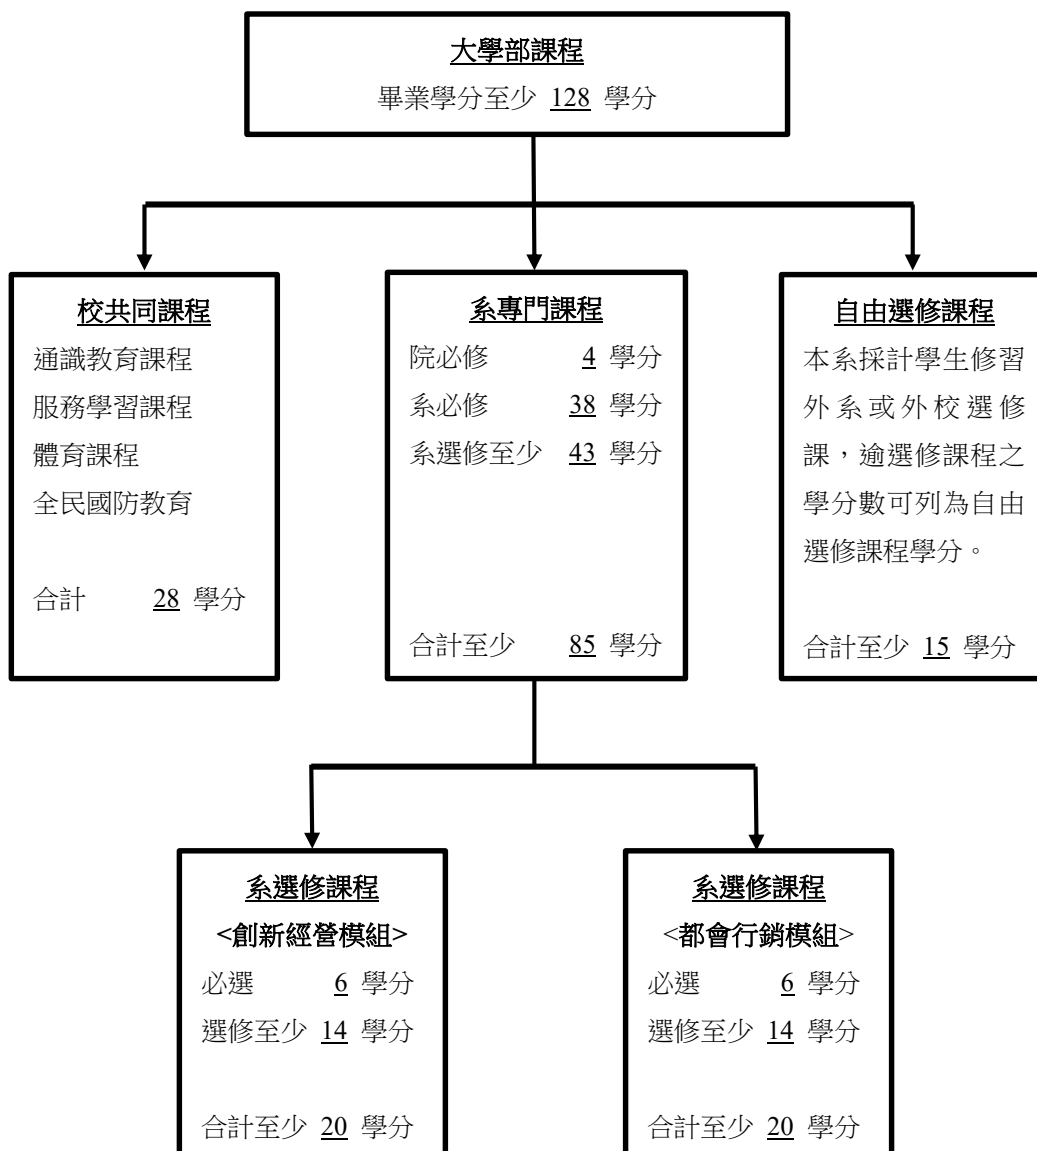 大學部課程
畢業學分至少 128 學分
校共同課程
通識教育課程
服務學習課程
體育課程
全民國防教育
合計 28 學分
系專門課程
院必修 4 學分
系必修 38 學分
系選修至少 43 學分
合計至少 85 學分
自由選修課程
本系採計學生修習
外系或外校選修
課，逾選修課程之
學分數可列為自由
選修課程學分。
合計至少 15 學分
系選修課程
<創新經營模組>
必選 6 學分
選修至少 14 學分
合計至少 20 學分
系選修課程
<都會行銷模組>
必選 6 學分
選修至少 14 學分
合計至少 20 學分